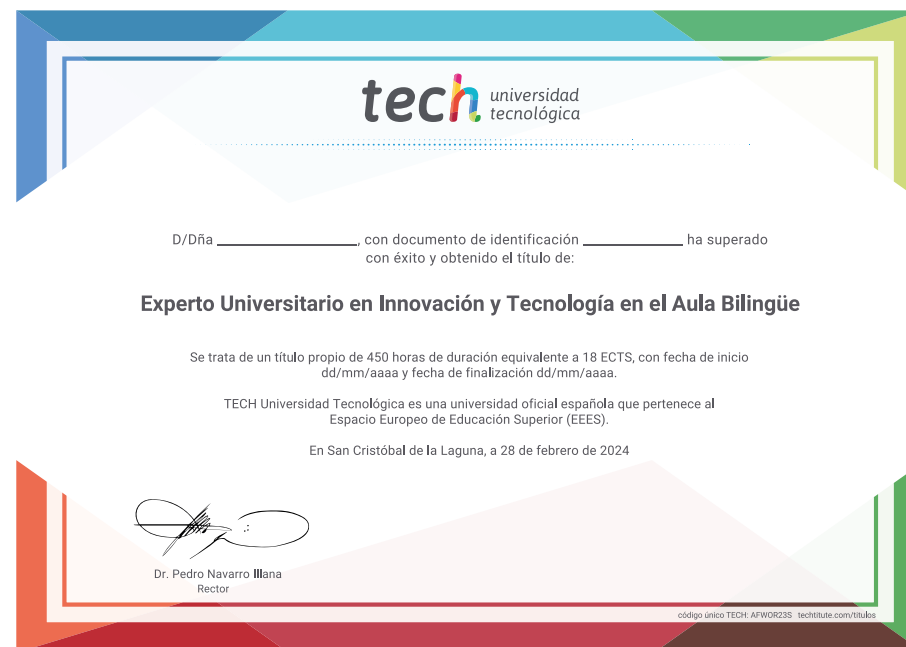 tech universidad
tecnológica
D/Dña ____________________, con documento de identificación ______________ ha superado
con éxito y obtenido el título de:
Experto Universitario en Innovación y Tecnología en el Aula Bilingüe
Se trata de un título propio de 450 horas de duración equivalente a 18 ECTS, con fecha de inicio
dd/mm/aaaa y fecha de finalización dd/mm/aaaa.
TECH Universidad Tecnológica es una universidad oficial española que pertenece al
Espacio Europeo de Educación Superior (EEES).
En San Cristóbal de la Laguna, a 28 de febrero de 2024
Dr. Pedro Navarro Illana
Rector
código único TECH: AFWOR23S techtitute.com/titulos